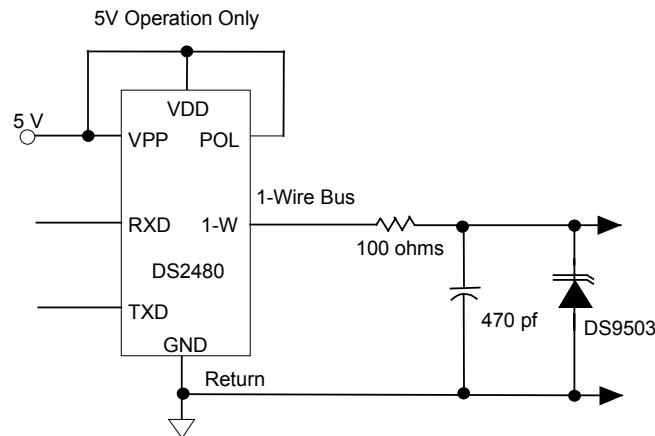 5V Operation Only
VDD
5 V
VPP
POL
1-Wire Bus
RXD
1-W
100 ohms
DS2480
TXD
470 pf
DS9503
GND
Return